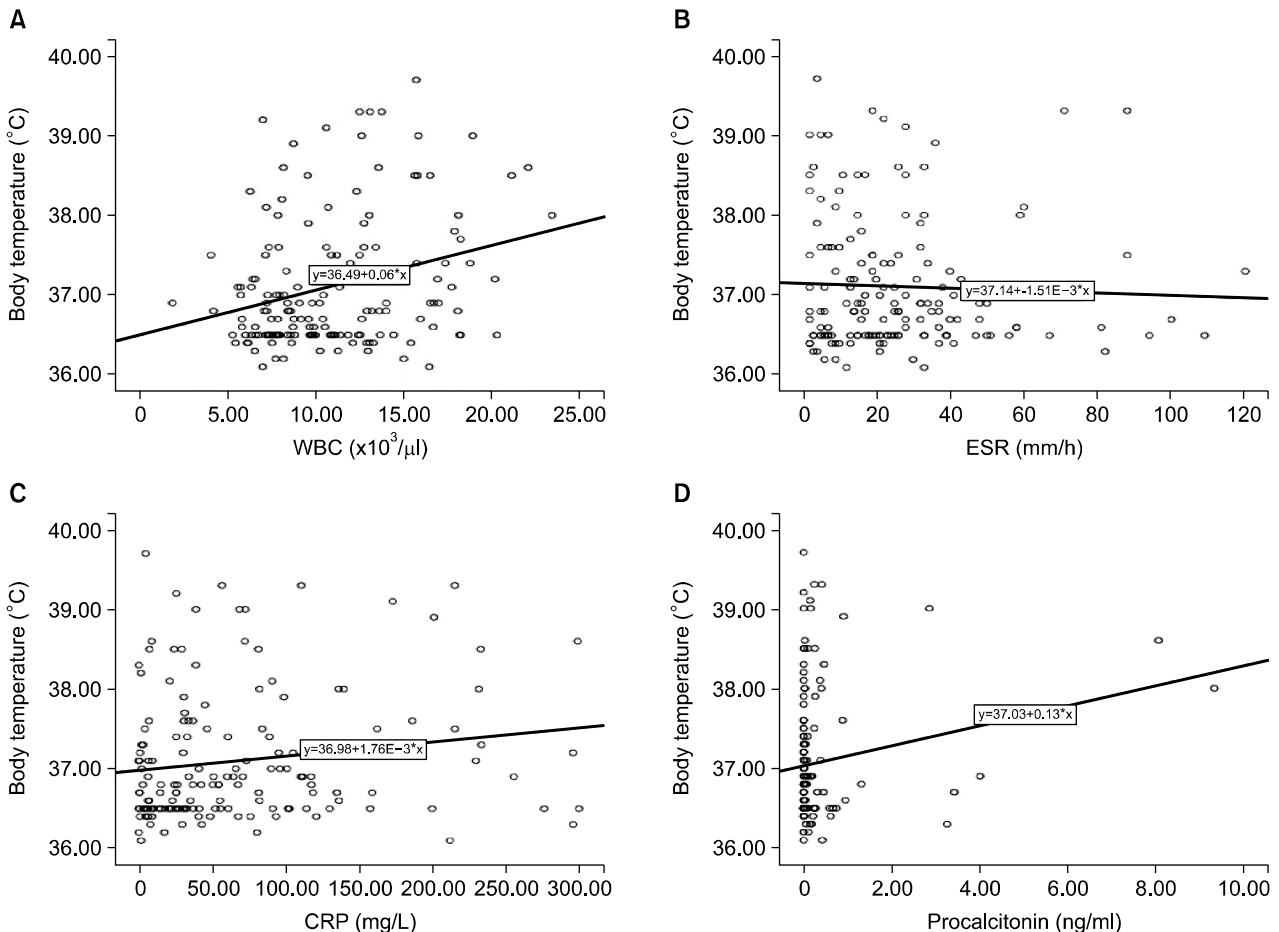 A
Body temperature (°C)
40.00
39.00
38.00
37.00
36.00
y=36.49+0.06*x
0 5.00 10.00 15.00 20.00 25.00
WBC (x10³/μl)
B
Body temperature (°C)
40.00
39.00
38.00
37.00
36.00
y=37.14+-1.51E−3*x
0 20 40 60 80 100 120
ESR (mm/h)
C
Body temperature (°C)
40.00
39.00
38.00
37.00
36.00
y=36.98+1.76E−3*x
0 50.00 100.00 150.00 200.00 250.00 300.00
CRP (mg/L)
D
Body temperature (°C)
40.00
39.00
38.00
37.00
36.00
y=37.03+0.13*x
0 2.00 4.00 6.00 8.00 10.00
Procalcitonin (ng/ml)